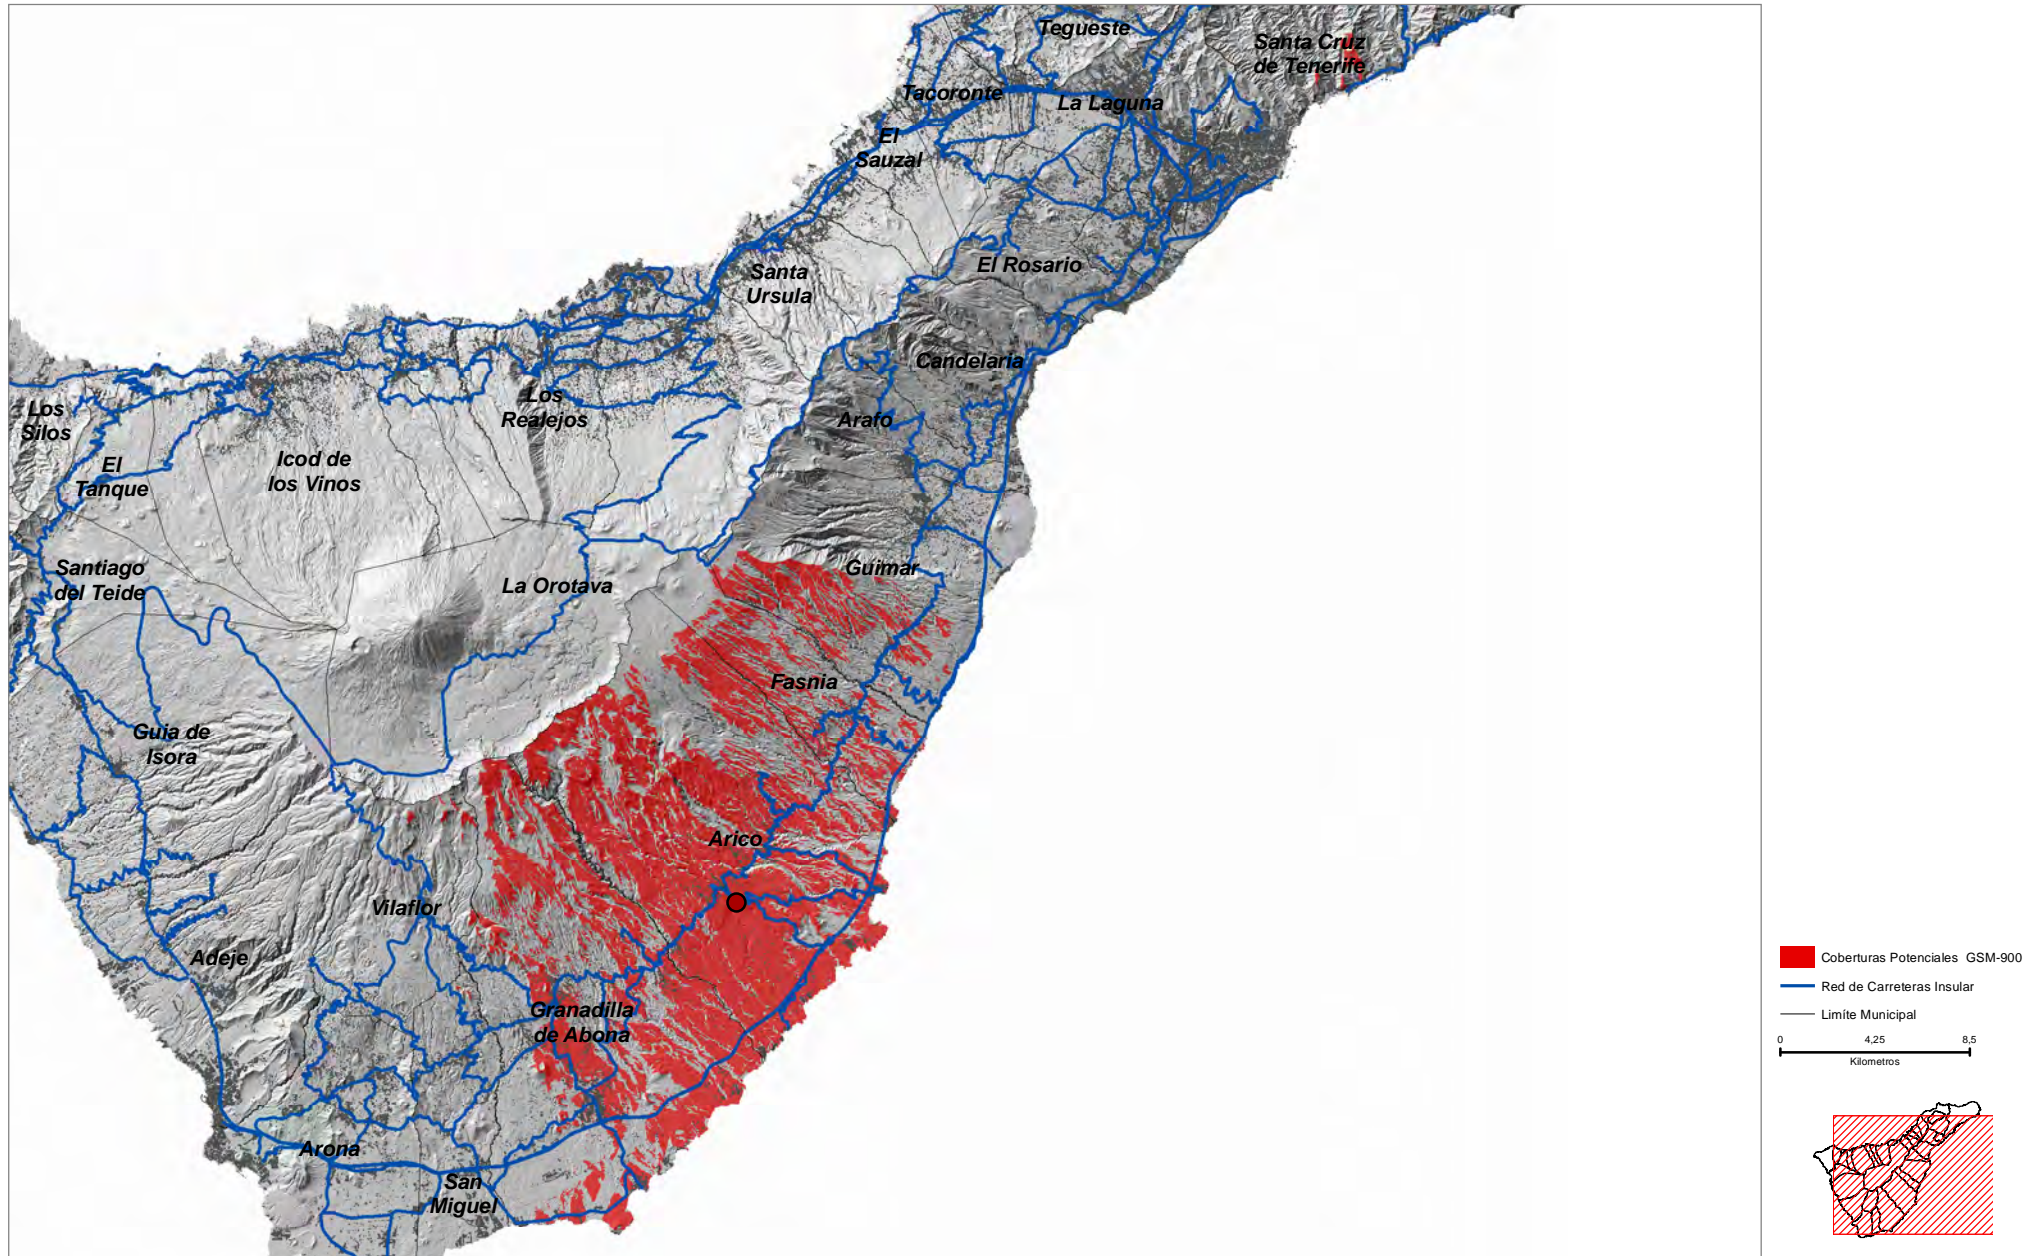 Tegueste
Santa Cruz
de Tenerife
Tacoronte
La Laguna
El
Sauzal
El Rosario
Santa
Ursula
Candelaria
Los
Silos
Los
Realejos
Arafo
El
Tanque
Icod de
los Vinos
Santiago
del Teide
La Orotava
Guimar
Fasnia
Guia de
Isora
Arico
Vilaflor
Adeje
Granadilla
de Abona
Arona
San
Miguel
Coberturas Potenciales GSM-900
Red de Carreteras Insular
Limíte Municipal
0 4,25 8,5
Kilometros